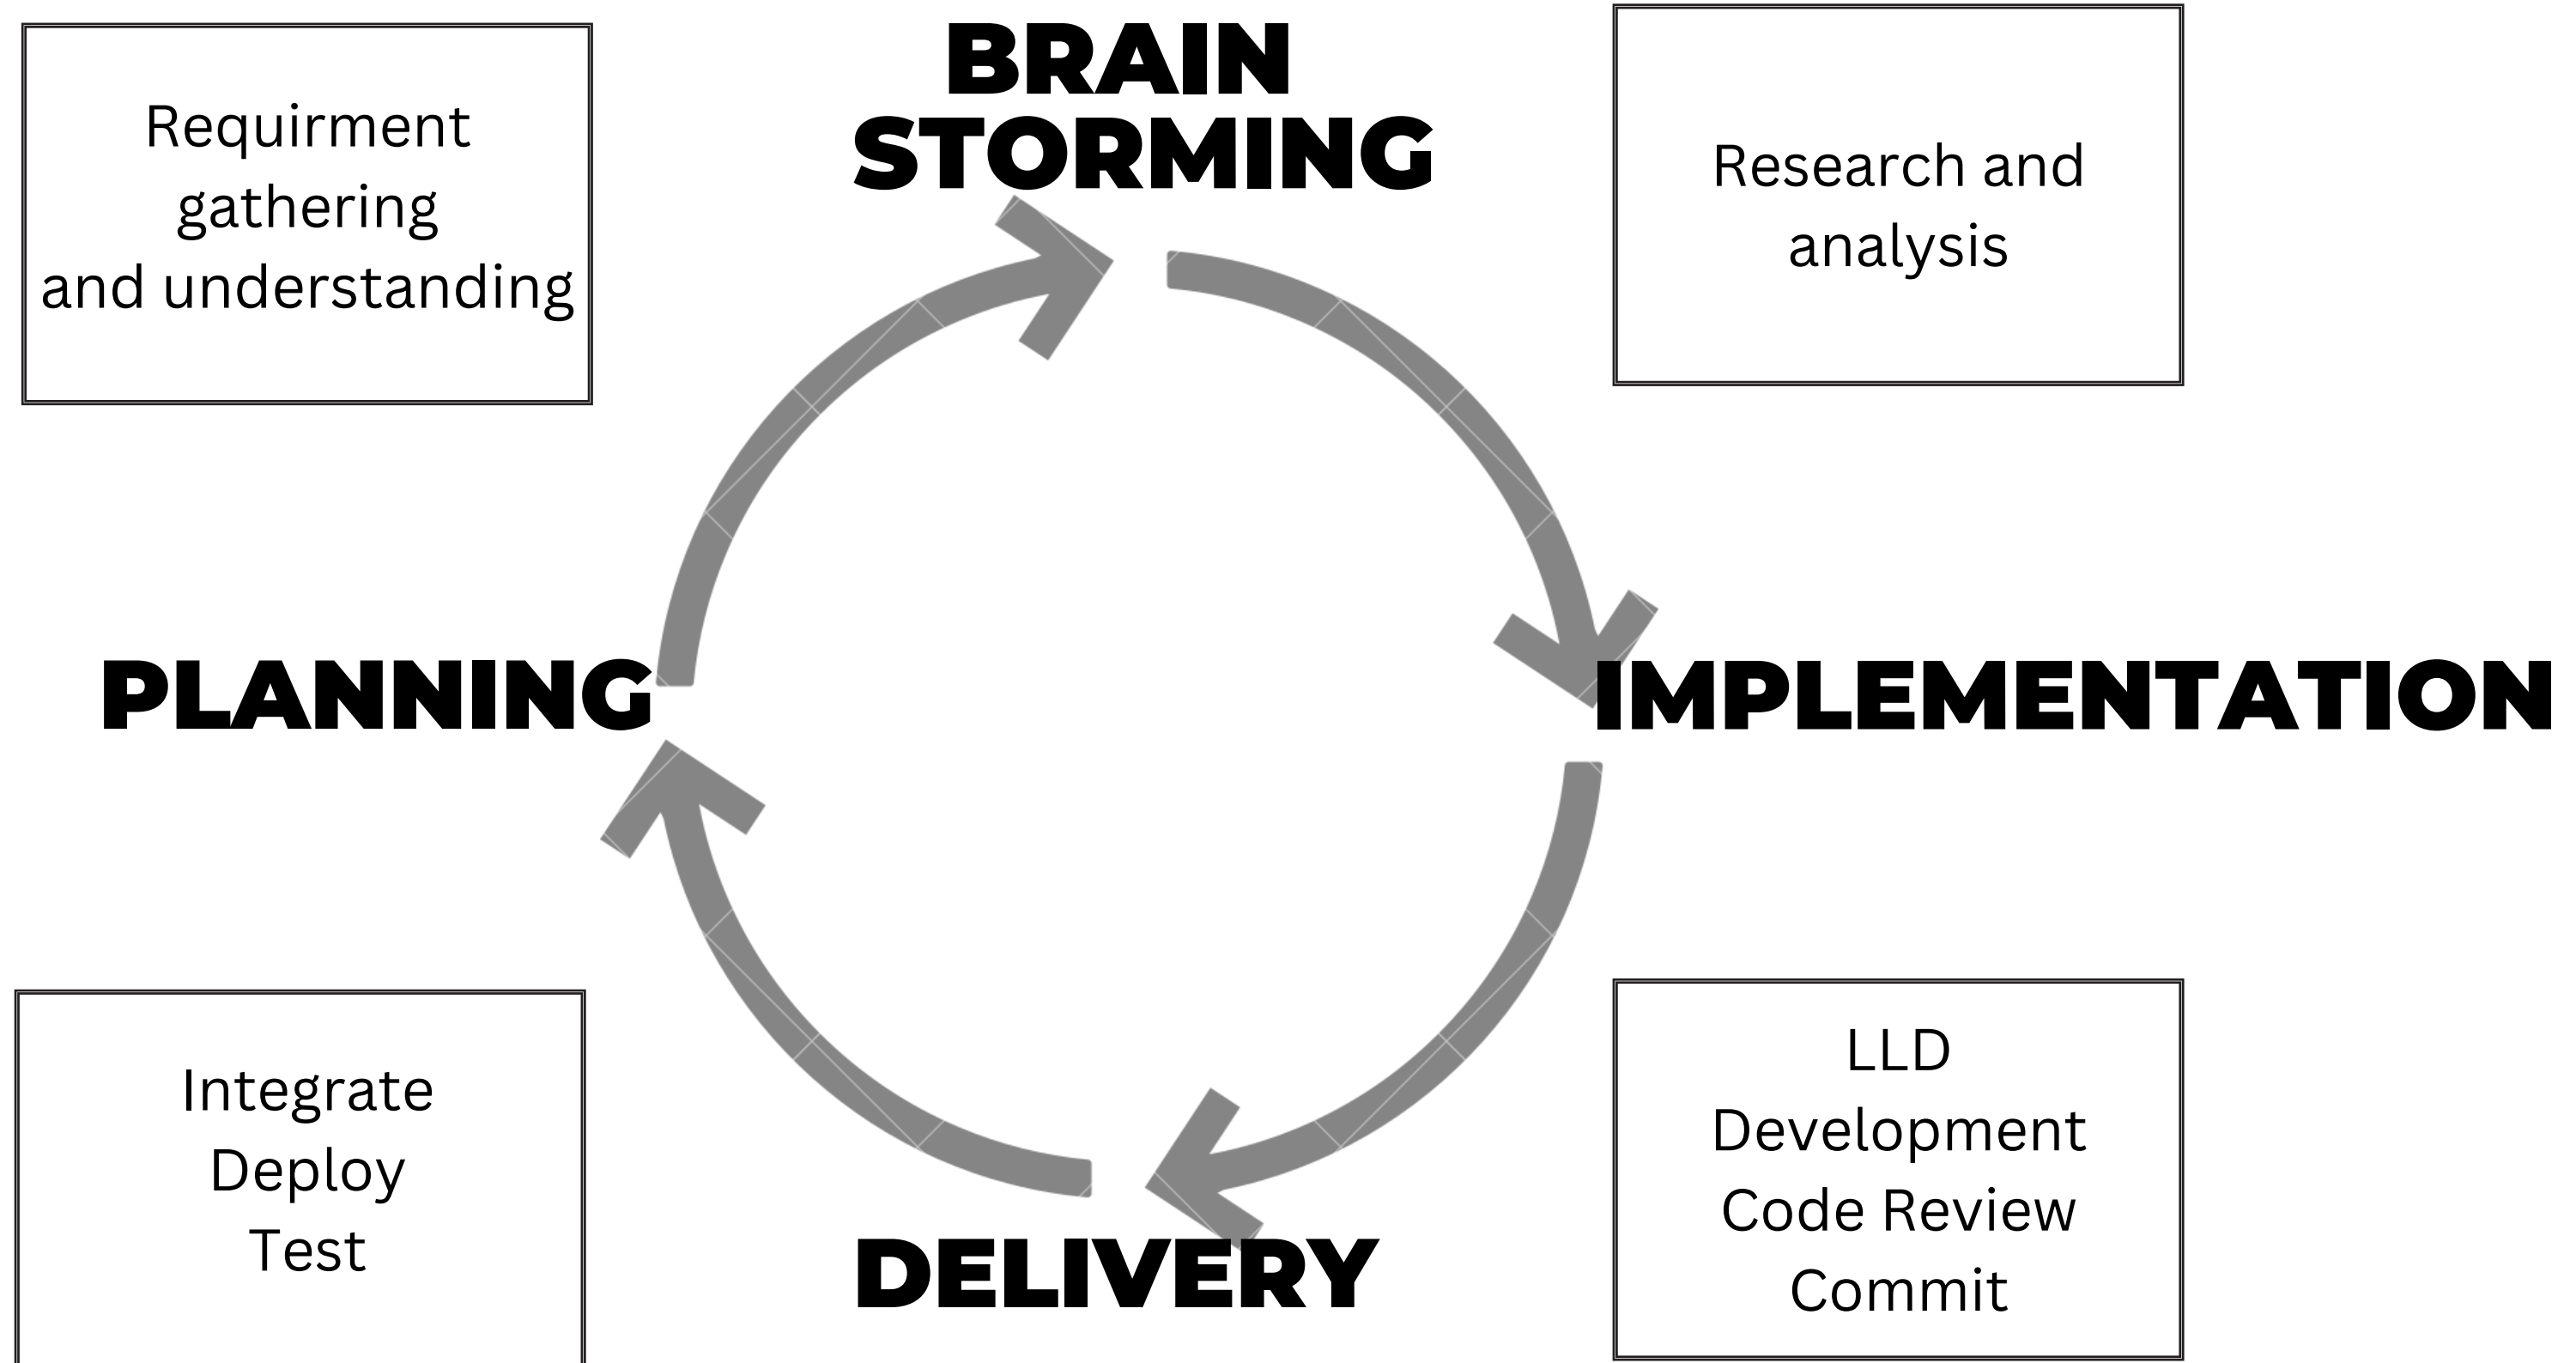 BRAIN
STORMING
Requirment
gathering
and understanding
Research and
analysis
PLANNING
IMPLEMENTATION
Integrate
Deploy
Test
LLD
Development
Code Review
Commit
DELIVERY